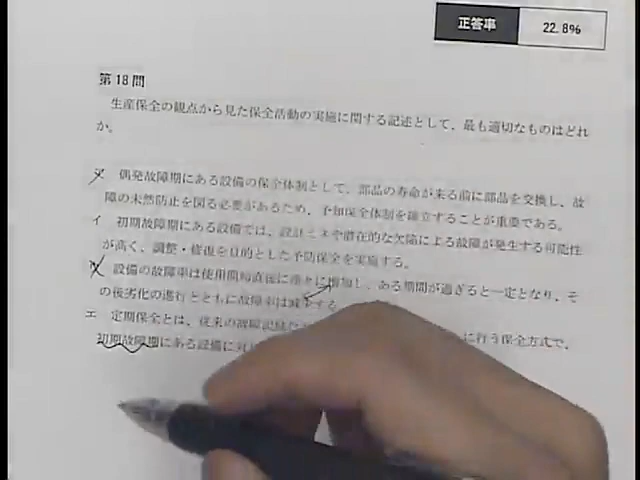 正答率 22.8%
第18問
生産保全の観点から見た保全活動の実施に関する記述として、最も適切なものはどれ
か。
偶発故障期にある設備の保全体制として、部品の寿命が来る前に部品を交換し、故
障の未然防止を図る必要があるため、予知保全体制を確立することが重要である。
イ 初期故障期にある設備では、設計ミスや潜在的な欠陥による故障が発生する可能性
が高く、調整・修復を目的とした予防保全を実施する。
設備の故障率は使用開始直後に徐々に増加し、ある期間が過ぎると一定となり、そ
の後劣化の進行とともに故障率は減少する
エ 定期保全とは、従来の故障記録な に行う保全方式で、
初期故障期にある設備に対